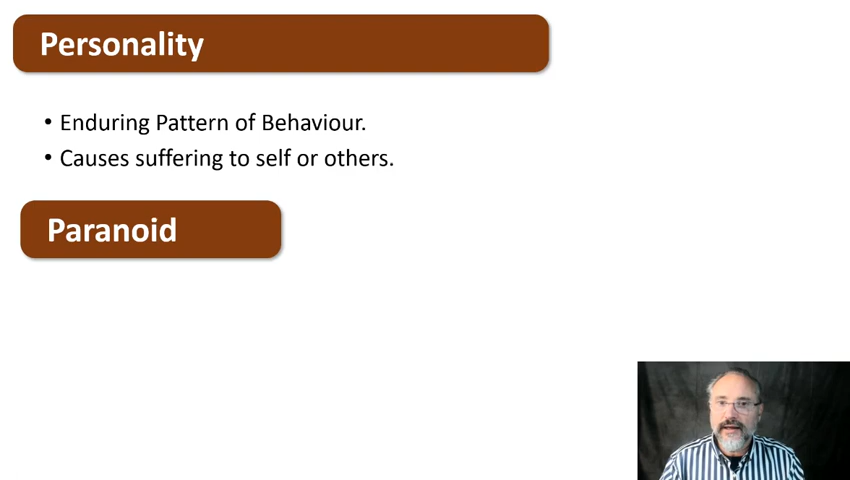 Personality
• Enduring Pattern of Behaviour.
• Causes suffering to self or others.
Paranoid